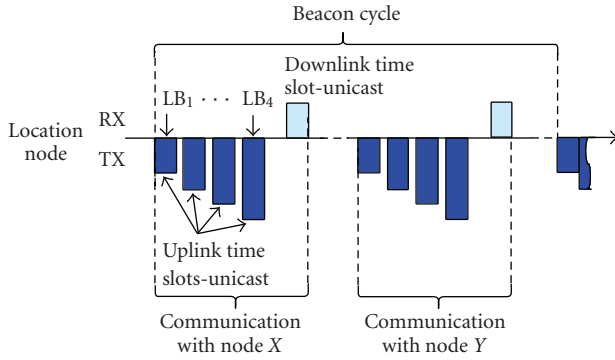 Beacon cycle
Downlink time
slot-unicast
LB1 · · · LB4
RX
Location
node
TX
Uplink time
slots-unicast
Communication
with node X
Communication
with node Y